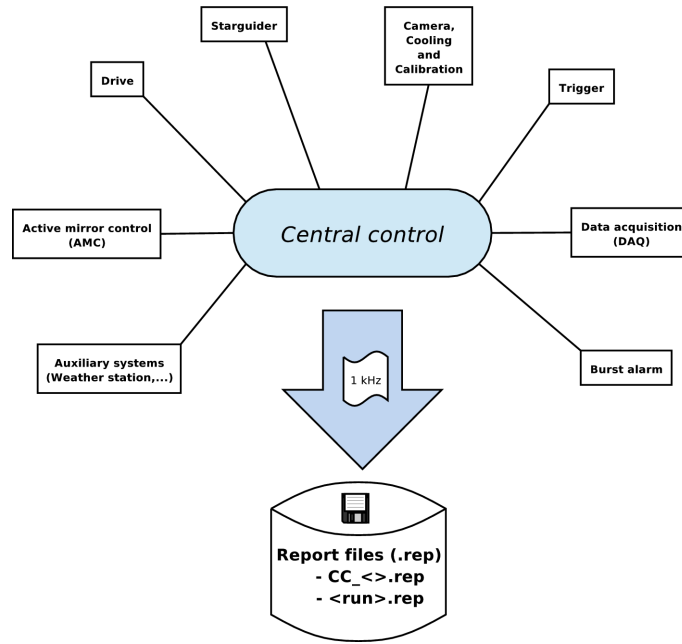 Starguider
Camera,
Cooling
and
Calibration
Drive
Trigger
Active mirror control
(AMC)
Central control
Data acquisition
(DAQ)
Auxiliary systems
(Weather station,...)
Burst alarm
1 kHz
Report files (.rep)
- CC_<>.rep
- <run>.rep